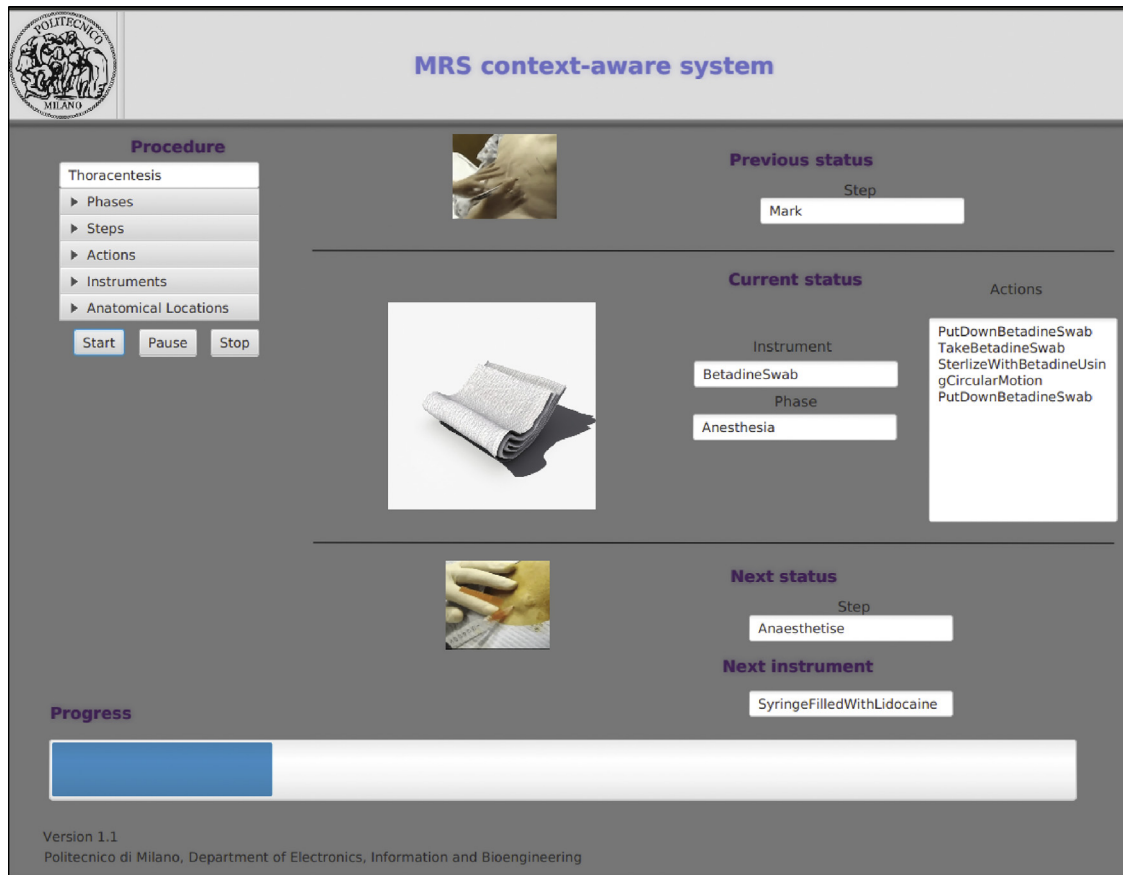 POLITECNICO
MILANO
MRS context-aware system
Procedure
Thoracentesis
Phases
Steps
Actions
Instruments
Anatomical Locations
Start
Pause
Stop
Previous status
Step
Mark
Current status
Instrument
BetadineSwab
Phase
Anesthesia
Actions
PutDownBetadineSwab
TakeBetadineSwab
SterlizeWithBetadineUsin
gCircularMotion
PutDownBetadineSwab
Next status
Step
Anaesthetise
Next instrument
SyringeFilledWithLidocaine
Progress
Version 1.1
Politecnico di Milano, Department of Electronics, Information and Bioengineering